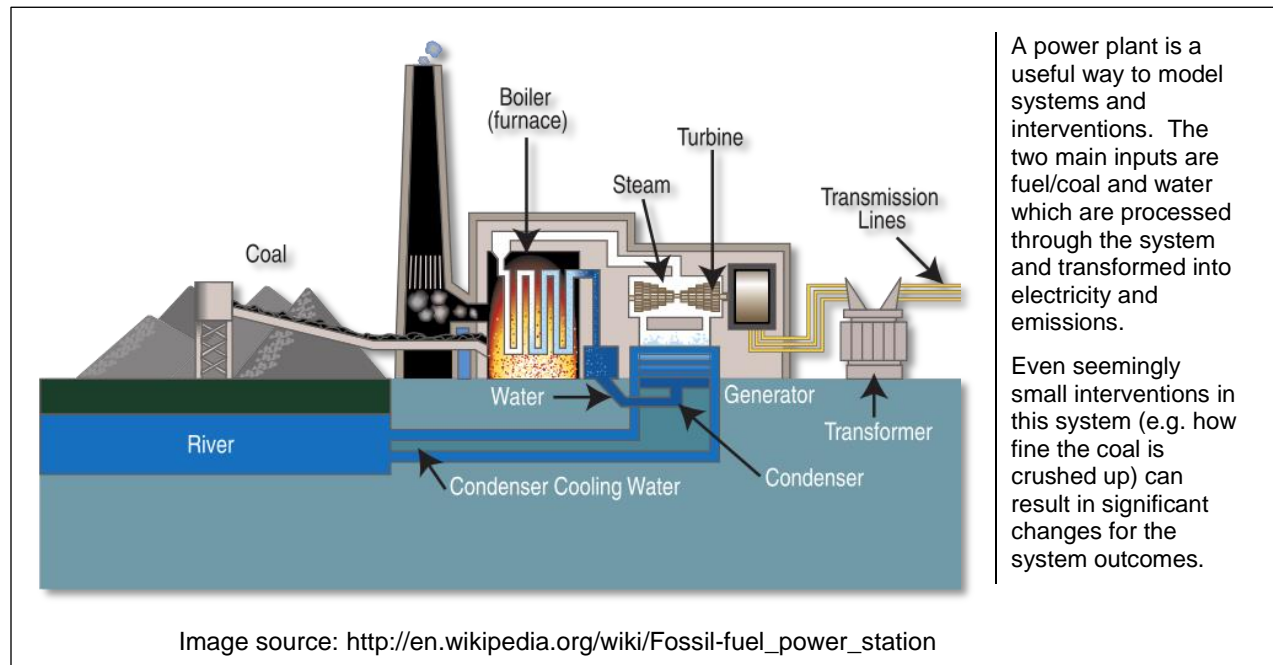 Boiler
(furnace)
Turbine
Steam
Transmission
Lines
Coal
Water
Generator
River
Transformer
Condenser Cooling Water
Condenser
A power plant is a
useful way to model
systems and
interventions.  The
two main inputs are
fuel/coal and water
which are processed
through the system
and transformed into
electricity and
emissions.
Even seemingly
small interventions in
this system (e.g. how
fine the coal is
crushed up) can
result in significant
changes for the
system outcomes.
Image source: http://en.wikipedia.org/wiki/Fossil-fuel_power_station